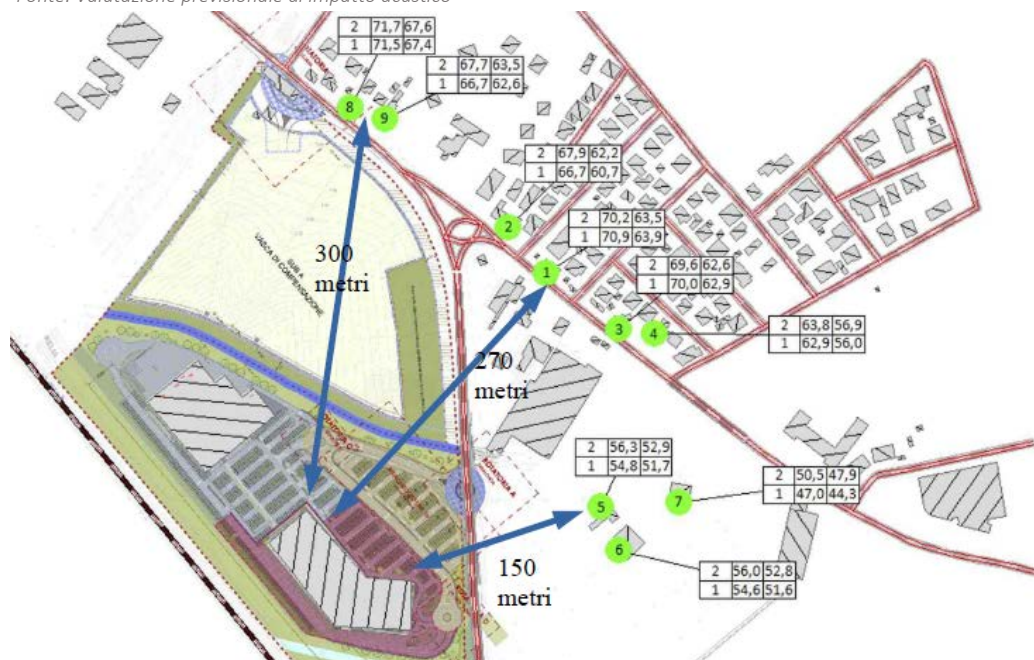 Fonte: Valutazione previsionale di impatto acustico
2 71,7 67,6
1 71,5 67,4
2 67,7 63,5
1 66,7 62,6
8
9
2 67,9 62,2
1 66,7 60,7
2
2 70,2 63,5
1 70,9 63,9
1
300
metri
SUB A
VASCA DI COMPENSAZIONE
2 69,6 62,6
1 70,0 62,9
3
4
2 63,8 56,9
1 62,9 56,0
270
metri
2 56,3 52,9
1 54,8 51,7
5
7
2 50,5 47,9
1 47,0 44,3
6
150
metri
2 56,0 52,8
1 54,6 51,6